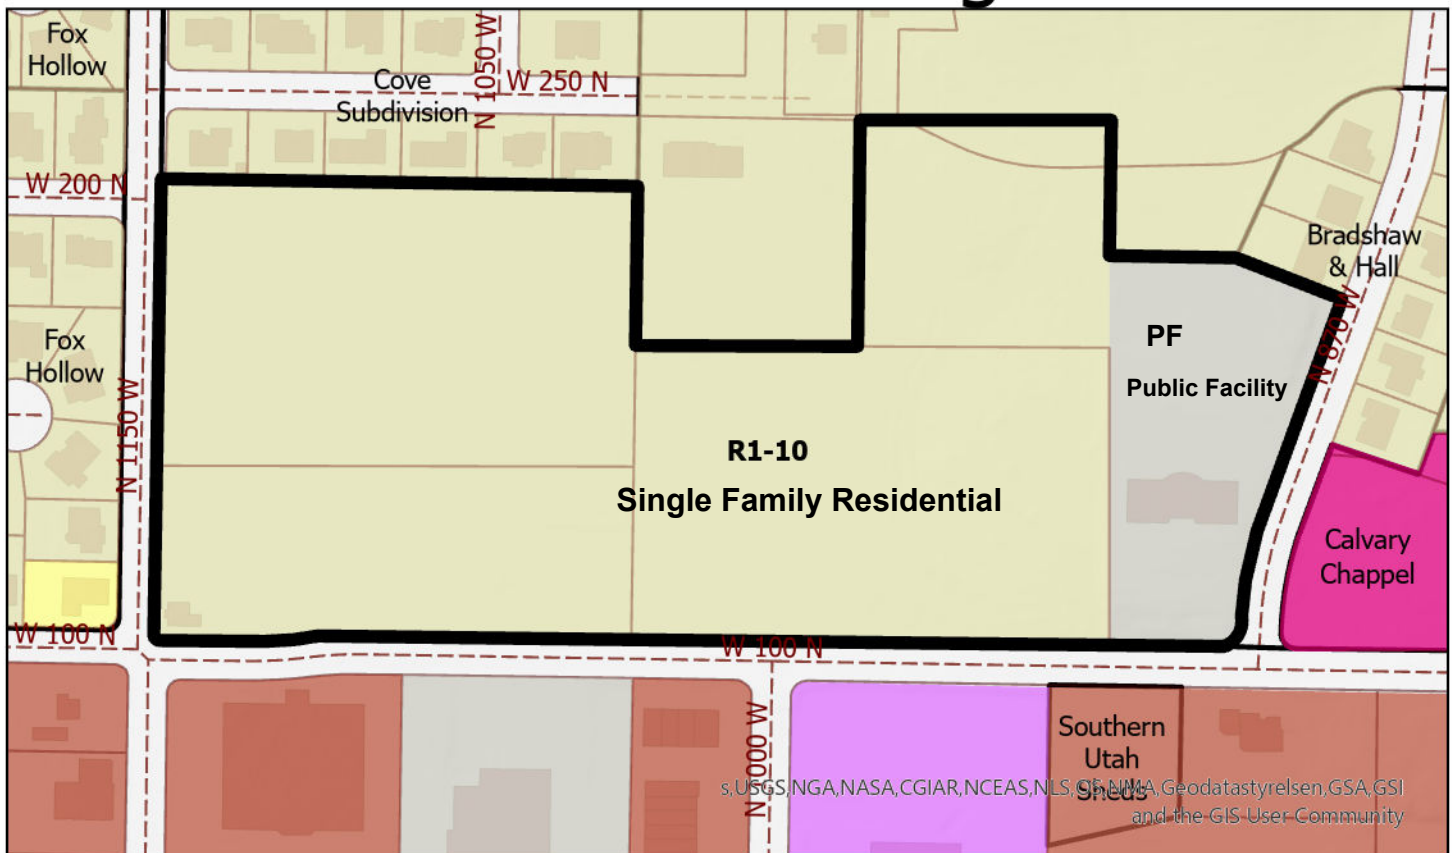 Fox
Hollow
Cove
Subdivision
N 1050 W
W 250 N
W 200 N
Bradshaw
& Hall
N 870 W
PF
Public Facility
Fox
Hollow
N 1150 W
R1-10
Single Family Residential
Calvary
Chappel
W 100 N
W 100 N
N 1000 W
Southern
Utah
Sheds
s,USGS,NGA,NASA,CGIAR,NCEAS,NLS,OS,NMA,Geodatastyrelsen,GSA,GSI
and the GIS User Community